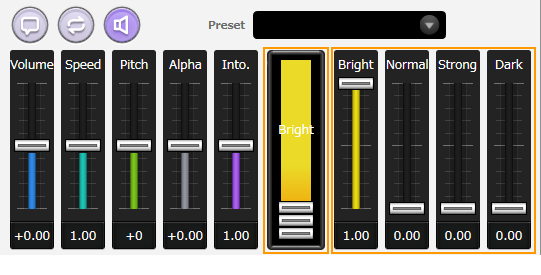 Preset
Volume Speed Pitch Alpha Into. Bright Normal Strong Dark
Bright
+0.00 1.00 +0 +0.00 1.00 1.00 0.00 0.00 0.00